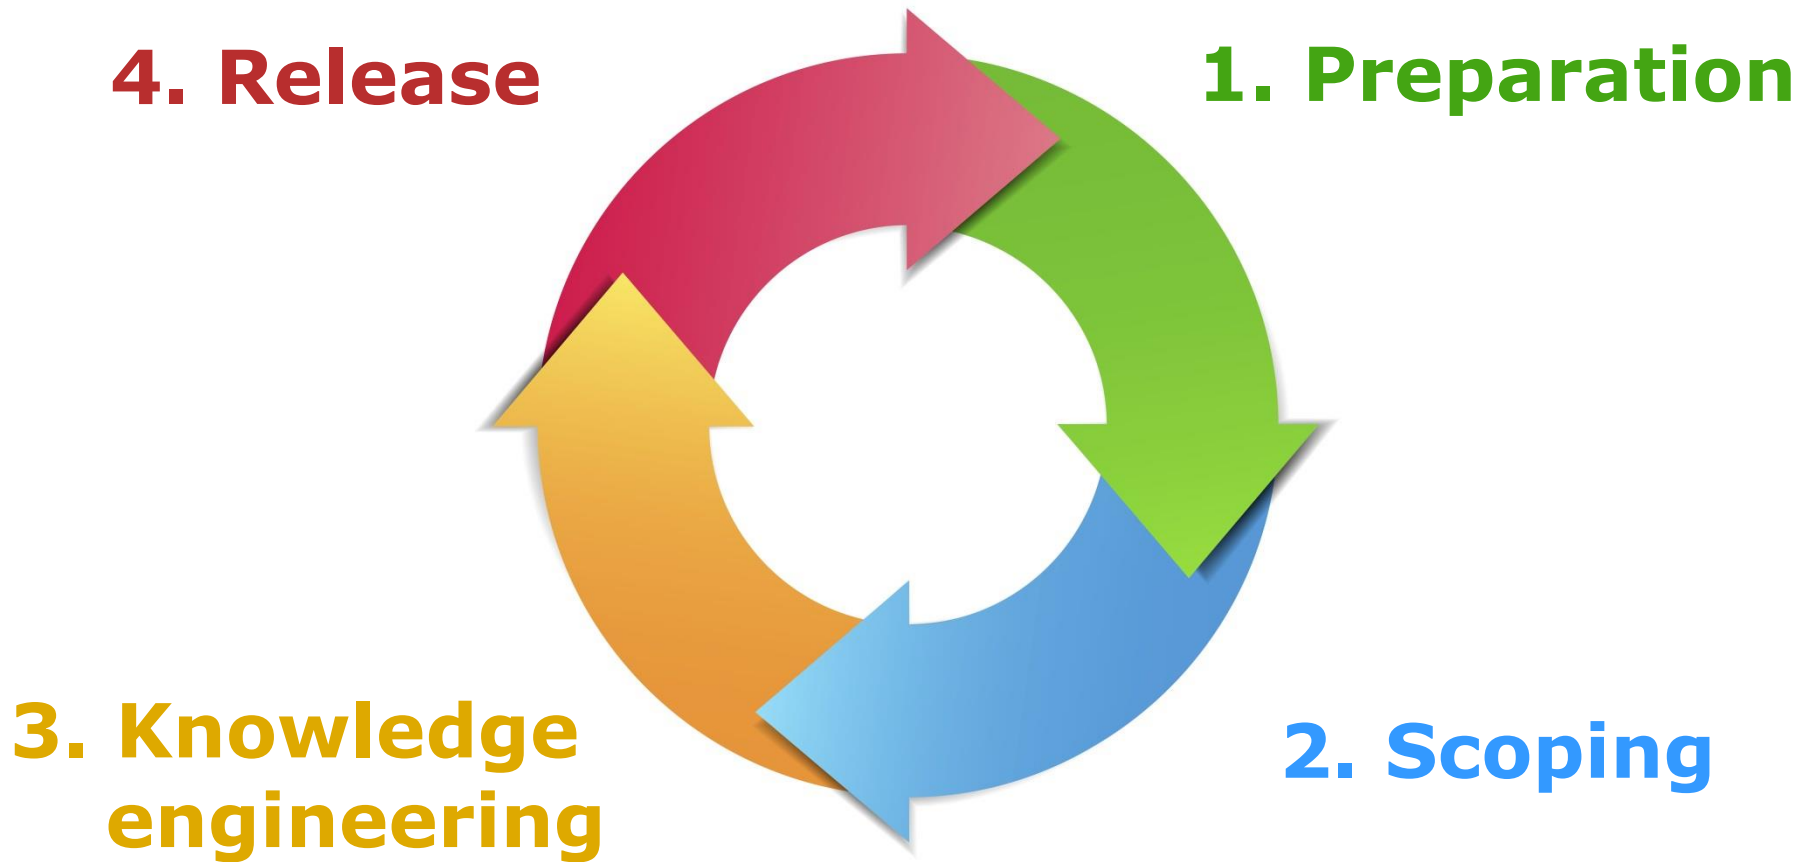 4. Release
1. Preparation
3. Knowledge
engineering
2. Scoping